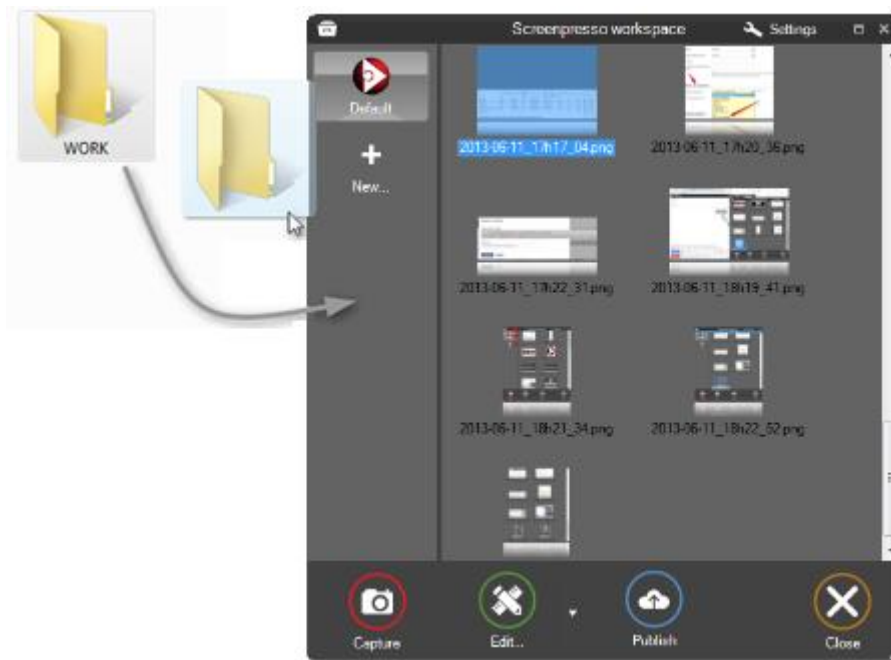 WORK
Screenpresso workspace
Settings
Default
New...
2013-06-11_17h17_04.png
2013-06-11_17h20_36.png
2013-06-11_17h22_31.png
2013-06-11_18h19_41.png
2013-06-11_18h21_34.png
2013-06-11_18h22_52.png
Capture
Edit...
Publish
Close